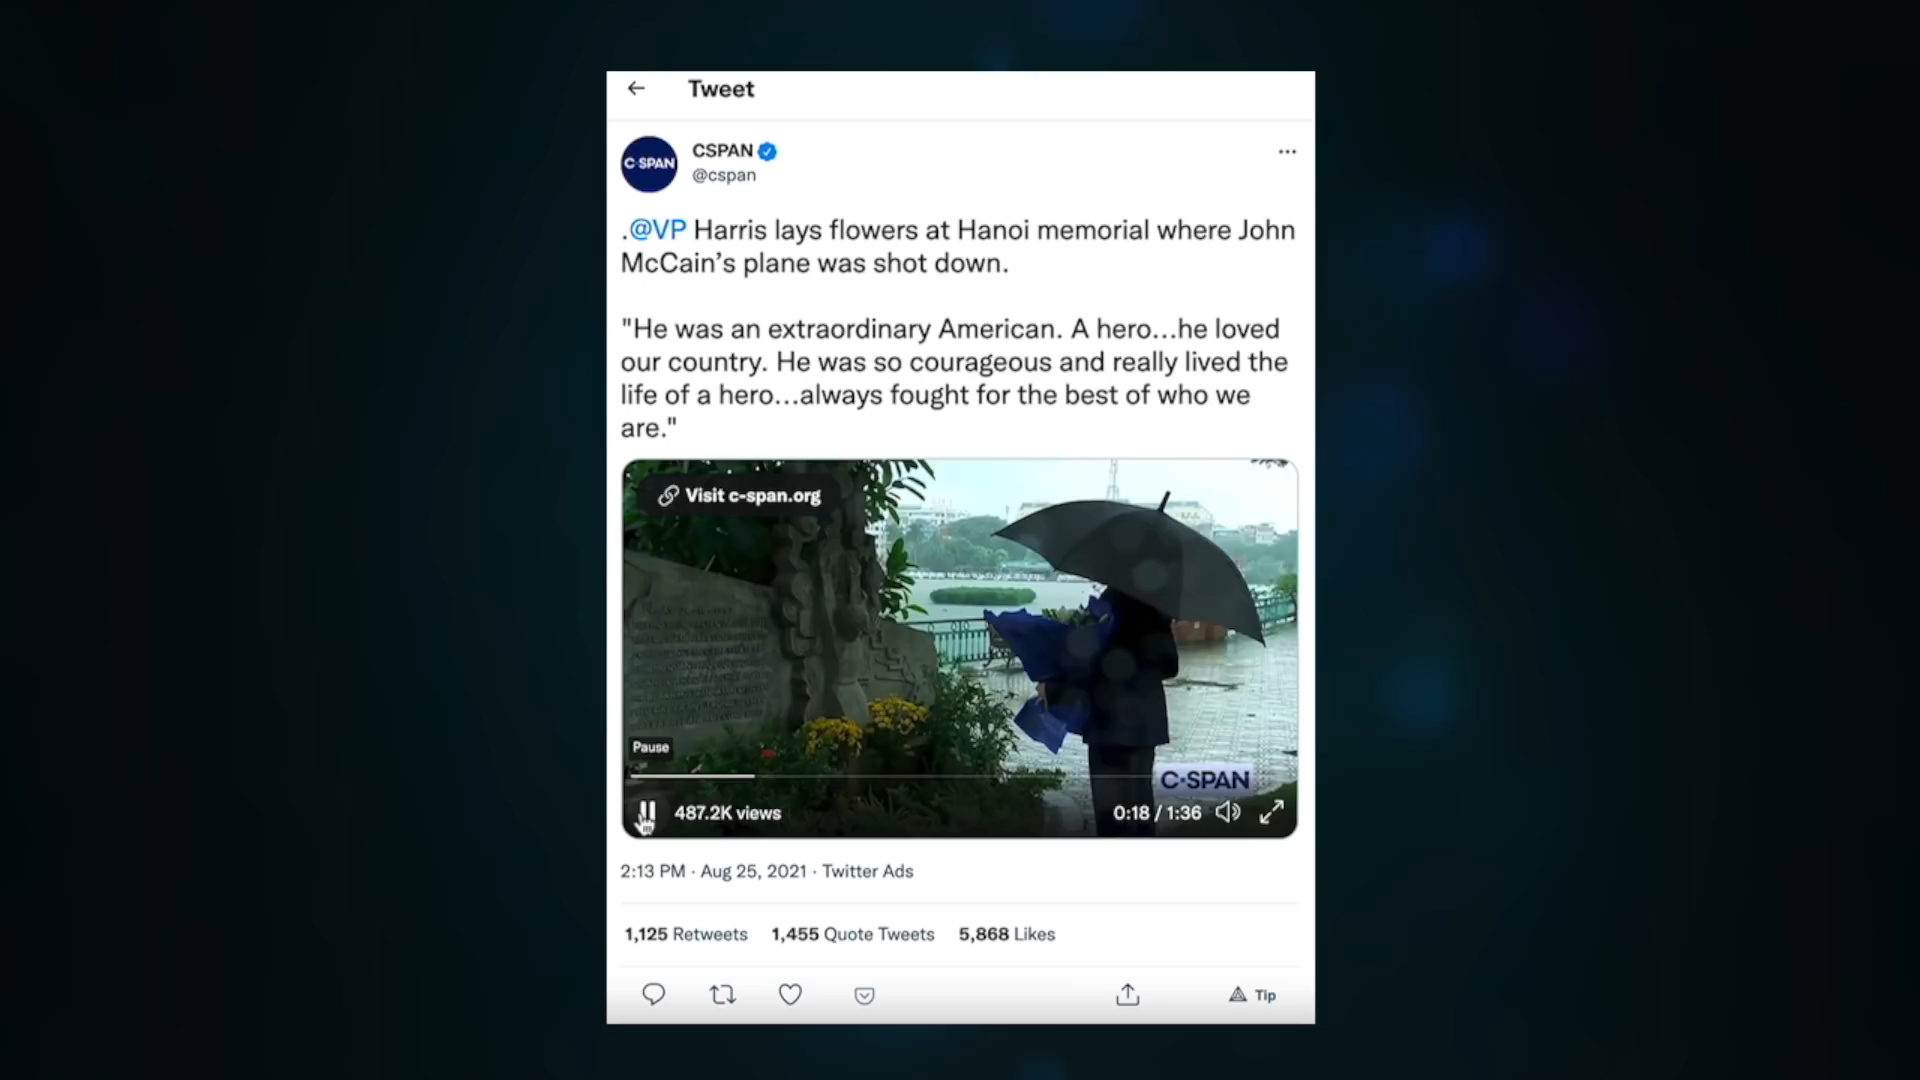 Tweet
C-SPAN
CSPAN
@cspan
.@VP Harris lays flowers at Hanoi memorial where John
McCain’s plane was shot down.
"He was an extraordinary American. A hero…he loved
our country. He was so courageous and really lived the
life of a hero…always fought for the best of who we
are."
Visit c-span.org
Pause
C·SPAN
487.2K views
0:18 / 1:36
2:13 PM · Aug 25, 2021 · Twitter Ads
1,125 Retweets 1,455 Quote Tweets 5,868 Likes
Tip